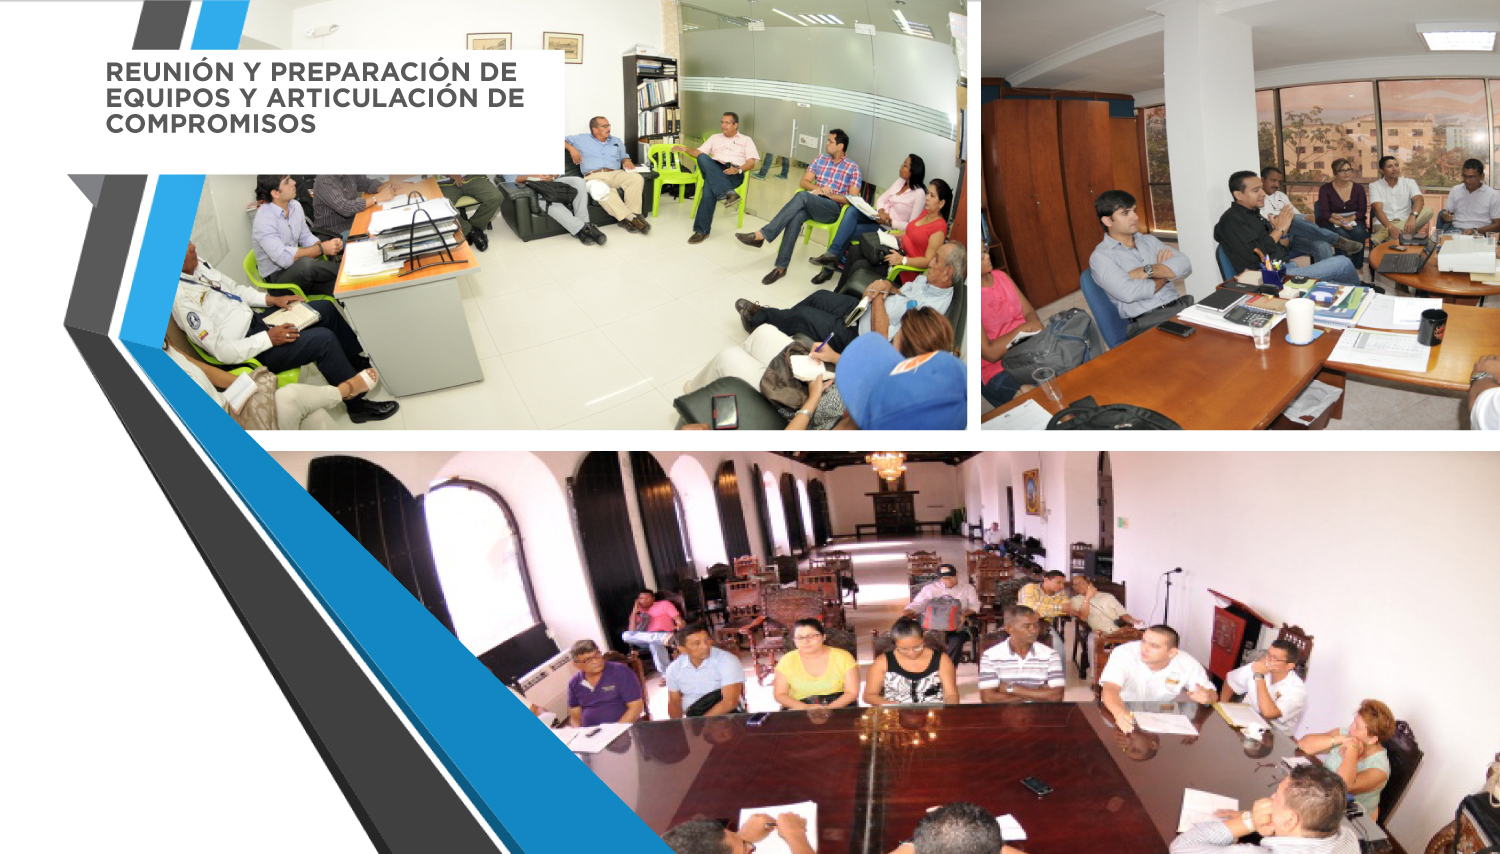 REUNIÓN Y PREPARACIÓN DE
EQUIPOS Y ARTICULACIÓN DE
COMPROMISOS